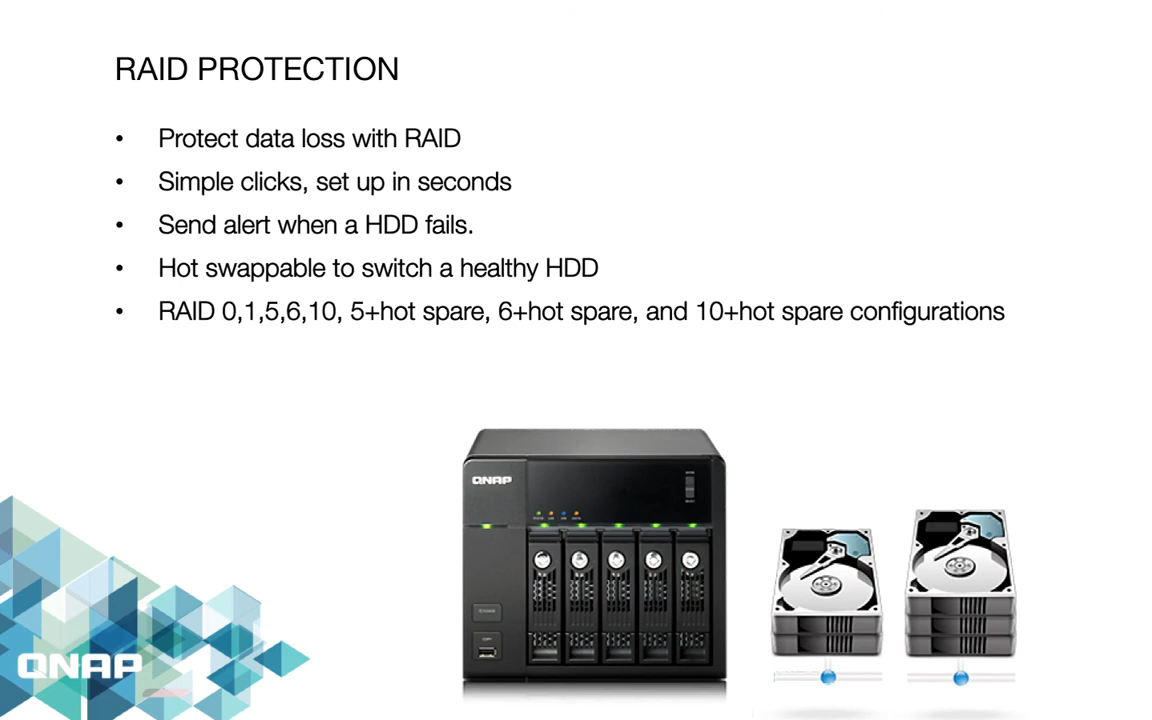 RAID PROTECTION
• Protect data loss with RAID
• Simple clicks, set up in seconds
• Send alert when a HDD fails.
• Hot swappable to switch a healthy HDD
• RAID 0,1,5,6,10, 5+hot spare, 6+hot spare, and 10+hot spare configurations
QNAP
COPY
QNAP